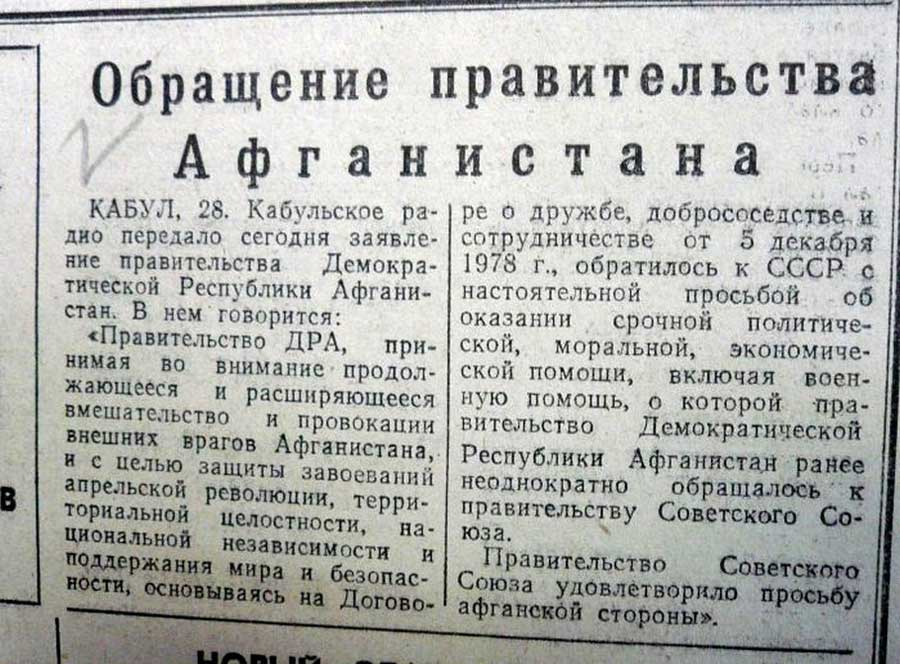 Обращение правительства
Афганистана
КАБУЛ, 28. Кабульское ра-
дио передало сегодня заявле-
ние правительства Демокра-
тической Республики Афгани-
стан. В нем говорится:
«Правительство ДРА, при-
нимая во внимание продол-
жающееся и расширяющееся
вмешательство и провокации
внешних врагов Афганистана,
и с целью защиты завоеваний
апрельской революции, терри-
ториальной целостности, на-
циональной независимости и
поддержания мира и безопас-
ности, основываясь на Догово-
ре о дружбе, добрососедстве и
сотрудничестве от 5 декабря
1978 г., обратилось к СССР с
настоятельной просьбой об
оказании срочной политиче-
ской, моральной, экономиче-
ской помощи, включая воен-
ную помощь, о которой пра-
вительство Демократической
Республики Афганистан ранее
неоднократно обращалось к
правительству Советского Со-
юза.
Правительство Советского
Союза удовлетворило просьбу
афганской стороны».
В
НОВЫЙ